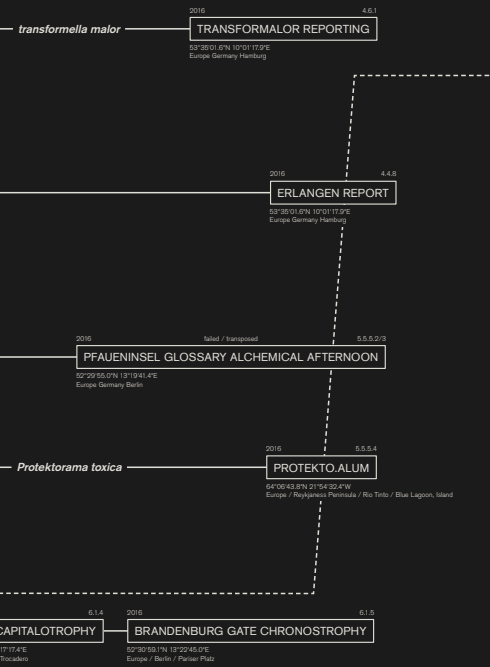 2016 4.6.1
transformella malor TRANSFORMALOR REPORTING
53°35'01.6"N 10°01'17.9"E
Europe Germany Hamburg
2016 4.4.8
ERLANGEN REPORT
53°35'01.6"N 10°01'17.9"E
Europe Germany Hamburg
2016 failed / transposed 5.5.5.2/3
PFAUENINSEL GLOSSARY ALCHEMICAL AFTERNOON
52°29'55.0"N 13°19'41.4"E
Europe Germany Berlin
2016 5.5.5.4
Protektorama toxica PROTEKTO.ALUM
64°06'43.8"N 21°54'32.4"W
Europe / Reykjaness Peninsula / Rio Tinto / Blue Lagoon, Island
6.1.4 2016 6.1.5
CAPITALOTROPHY BRANDENBURG GATE CHRONOSTROPHY
17'17.4"E 52°30'59.1"N 13°22'45.0"E
Trocadero Europe / Berlin / Pariser Platz